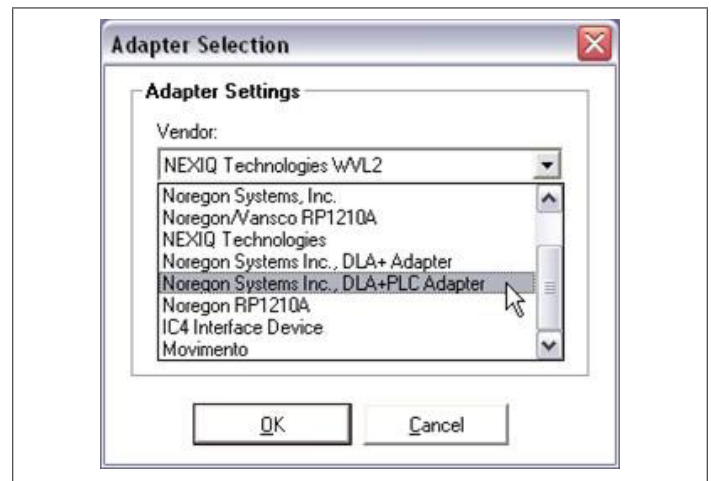 Adapter Selection
Adapter Settings
Vendor:
NEXIQ Technologies WVL2
Noregon Systems, Inc.
Noregon/Vansco RP1210A
NEXIQ Technologies
Noregon Systems Inc., DLA+ Adapter
Noregon Systems Inc., DLA+PLC Adapter
Noregon RP1210A
IC4 Interface Device
Movimento
OK
Cancel